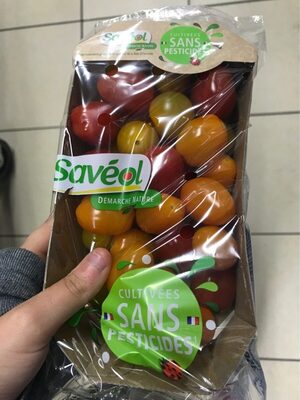 Savéol
CULTIVÉES
SANS
PESTICIDES
Savéol
DÉMARCHE NATURE
CULTIVÉES
SANS
PESTICIDES